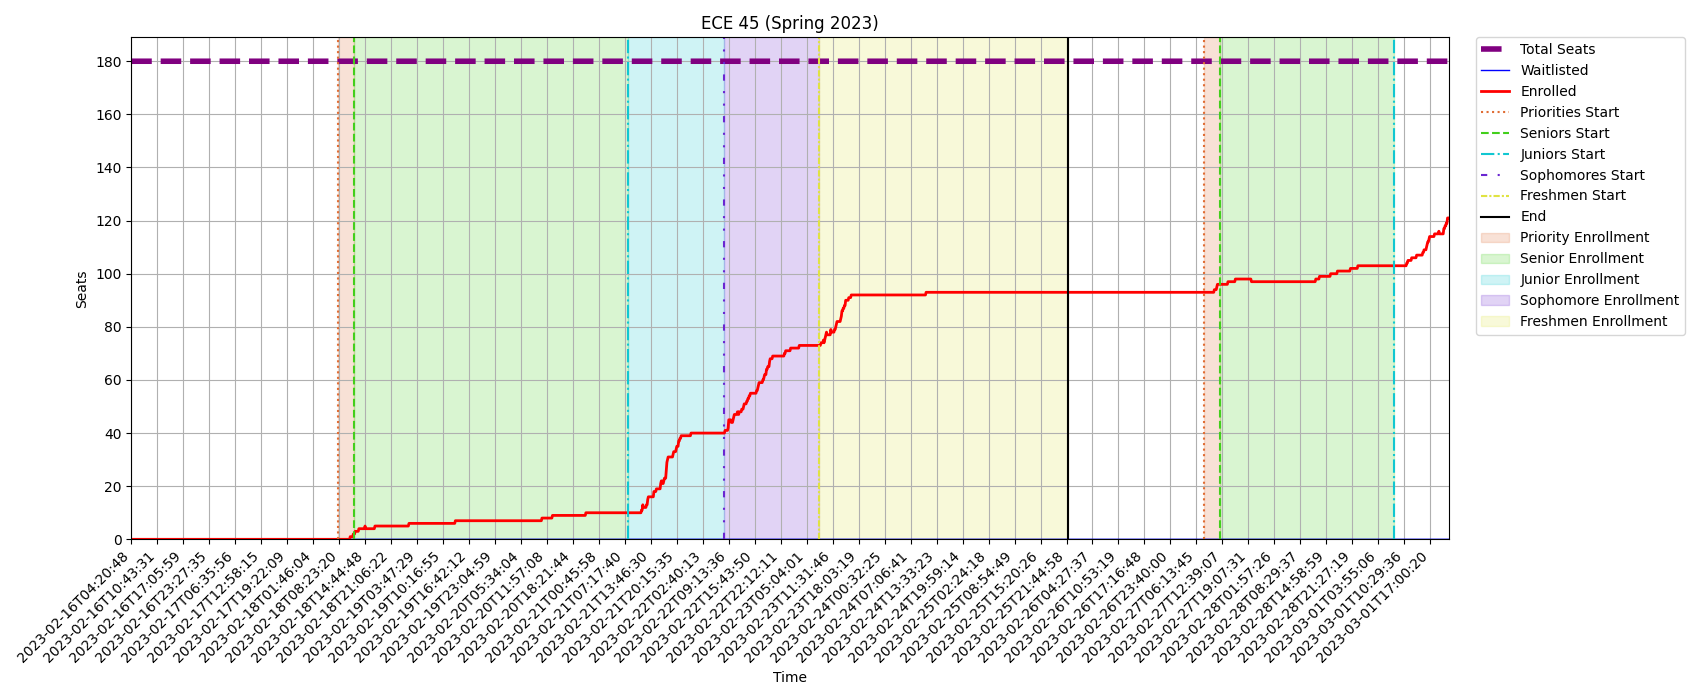 ECE 45 (Spring 2023)
Seats
180
160
140
120
100
80
60
40
20
0
2023-02-16T04:20:48
2023-02-16T10:43:31
2023-02-16T17:05:59
2023-02-16T23:27:35
2023-02-17T06:35:56
2023-02-17T12:58:15
2023-02-17T19:22:09
2023-02-18T01:46:04
2023-02-18T08:23:20
2023-02-18T14:44:48
2023-02-18T21:06:22
2023-02-19T03:47:29
2023-02-19T10:16:55
2023-02-19T16:42:12
2023-02-19T23:04:59
2023-02-20T05:34:04
2023-02-20T11:57:08
2023-02-20T18:21:44
2023-02-21T00:45:58
2023-02-21T07:17:40
2023-02-21T13:46:30
2023-02-21T20:15:35
2023-02-22T02:40:13
2023-02-22T09:13:36
2023-02-22T15:43:50
2023-02-22T22:12:11
2023-02-23T05:04:01
2023-02-23T11:31:46
2023-02-23T18:03:19
2023-02-24T00:32:25
2023-02-24T07:06:41
2023-02-24T13:33:23
2023-02-24T19:59:14
2023-02-25T02:24:18
2023-02-25T08:54:49
2023-02-25T15:20:26
2023-02-25T21:44:58
2023-02-26T04:27:37
2023-02-26T10:53:19
2023-02-26T17:16:48
2023-02-26T23:40:00
2023-02-27T06:13:45
2023-02-27T12:39:07
2023-02-27T19:07:31
2023-02-28T01:57:26
2023-02-28T08:29:37
2023-02-28T14:58:59
2023-02-28T21:27:19
2023-03-01T03:55:06
2023-03-01T10:29:36
2023-03-01T17:00:20
Time
Total Seats
Waitlisted
Enrolled
Priorities Start
Seniors Start
Juniors Start
Sophomores Start
Freshmen Start
End
Priority Enrollment
Senior Enrollment
Junior Enrollment
Sophomore Enrollment
Freshmen Enrollment